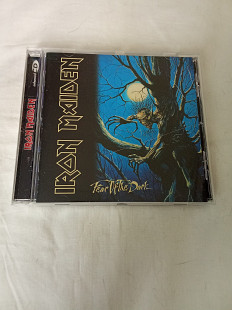 IRON MAIDEN
IRON MAIDEN
Fear Of The Dark